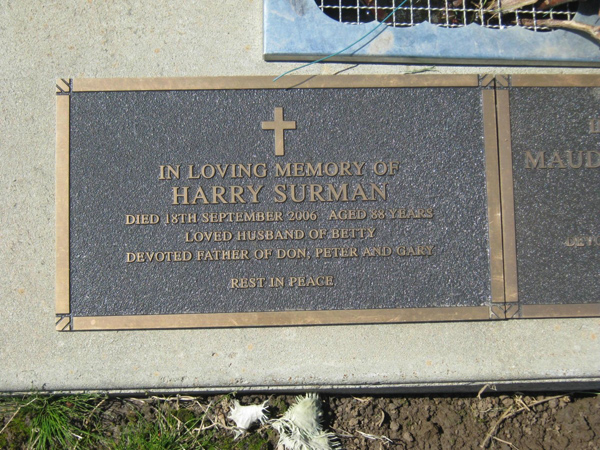 IN LOVING MEMORY OF
HARRY SURMAN
DIED 18TH SEPTEMBER 2006 AGED 88 YEARS
LOVED HUSBAND OF BETTY
DEVOTED FATHER OF DON, PETER AND GARY
REST IN PEACE
MAUD